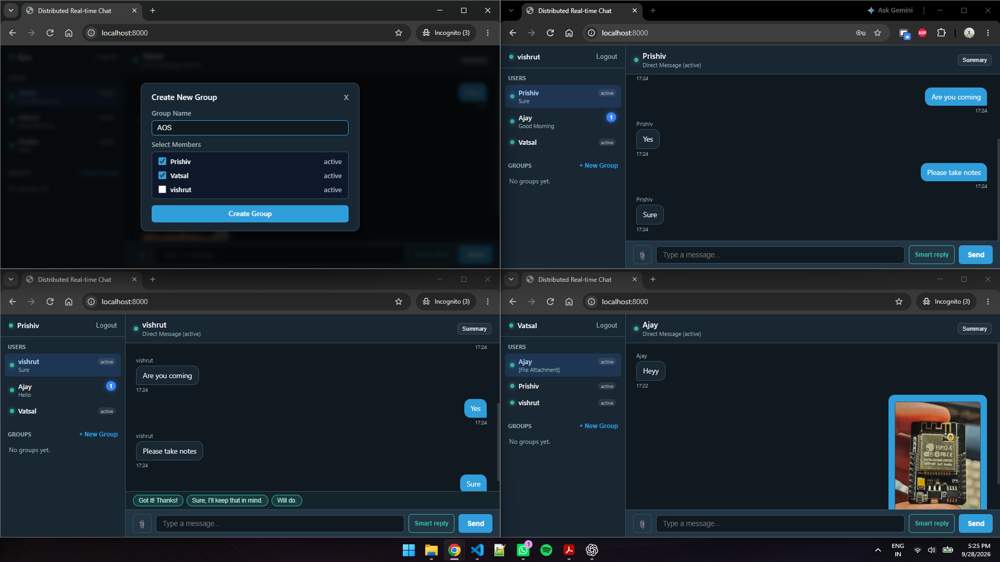 Distributed Real-time Chat
localhost:8000
Incognito (3)
Create New Group
X
Group Name
AOS
Select Members
Prishiv
active
Vatsal
active
vishrut
active
Create Group
Distributed Real-time Chat
Ask Gemini
localhost:8000
ABP
vishrut
Logout
USERS
Prishiv
active
Sure
Ajay
1
Good Morning
Vatsal
active
GROUPS
+ New Group
No groups yet.
Prishiv
Direct Message (active)
Summary
17:24
Are you coming
17:24
Prishiv
Yes
17:24
Please take notes
17:24
Prishiv
Sure
17:24
Type a message...
Smart reply
Send
Distributed Real-time Chat
localhost:8000
Incognito (3)
Prishiv
Logout
USERS
vishrut
active
Sure
Ajay
1
Hello
Vatsal
active
GROUPS
+ New Group
No groups yet.
vishrut
Direct Message (active)
Summary
17:24
vishrut
Are you coming
17:24
Yes
17:24
vishrut
Please take notes
17:24
Sure
Got it! Thanks!
Sure, I'll keep that in mind.
Will do.
Type a message...
Smart reply
Send
Distributed Real-time Chat
localhost:8000
Incognito (3)
Vatsal
Logout
USERS
Ajay
active
[File Attachment]
Prishiv
active
vishrut
active
GROUPS
+ New Group
No groups yet.
Ajay
Direct Message (active)
Summary
Ajay
Heyy
17:22
ESP32-S
Type a message...
Smart reply
Send
1
ENG
IN
5:25 PM
9/28/2026